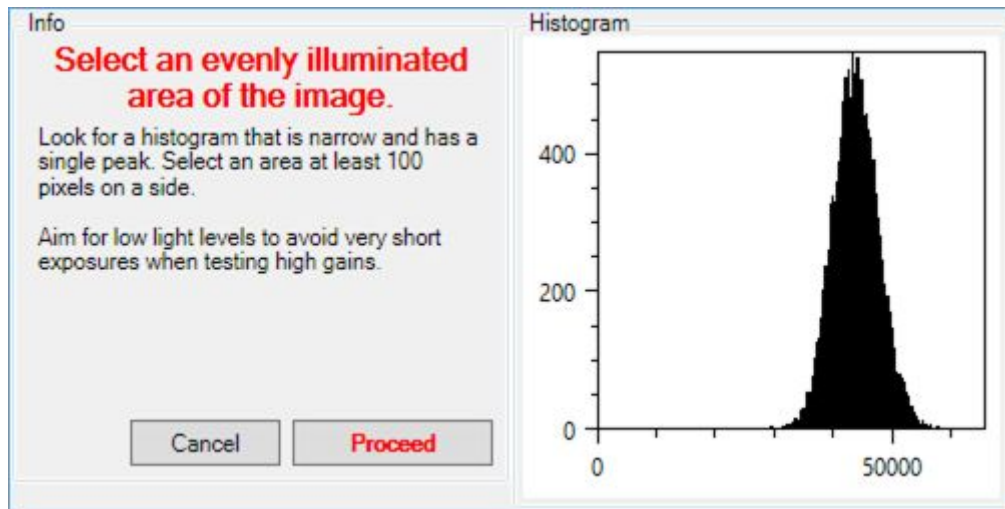 Info
Select an evenly illuminated
area of the image.
Look for a histogram that is narrow and has a
single peak. Select an area at least 100
pixels on a side.
Aim for low light levels to avoid very short
exposures when testing high gains.
Cancel
Proceed
Histogram
400
200
0
0
50000